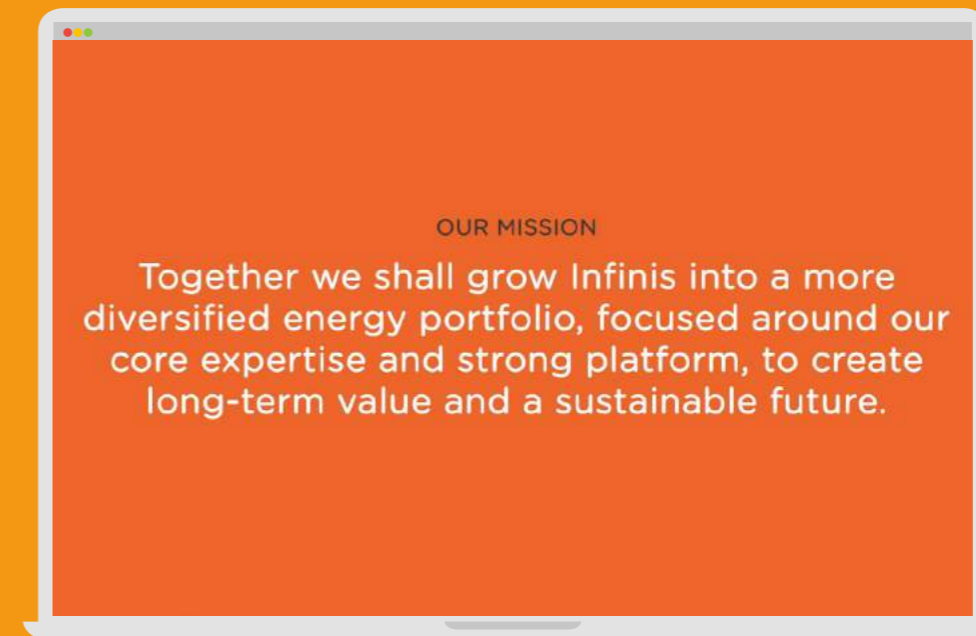 OUR MISSION
Together we shall grow Infinis into a more
diversified energy portfolio, focused around our
core expertise and strong platform, to create
long-term value and a sustainable future.